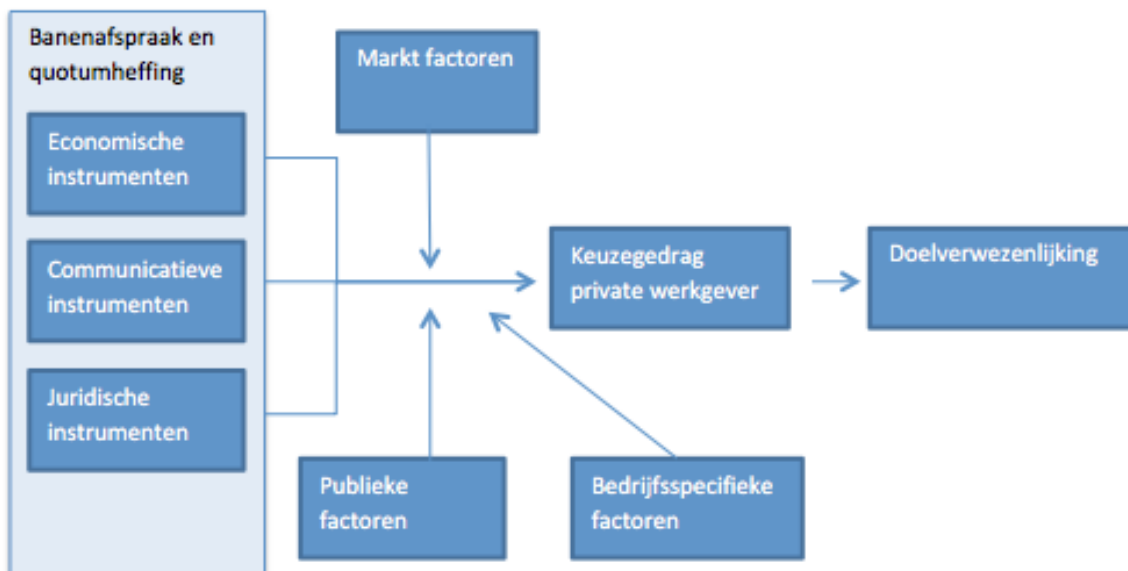 Banenafspraak en
quotumheffing
Economische
instrumenten
Communicatieve
instrumenten
Juridische
instrumenten
Markt factoren
Keuzegedrag
private werkgever
Doelverwezenlijking
Publieke
factoren
Bedrijfsspecifieke
factoren